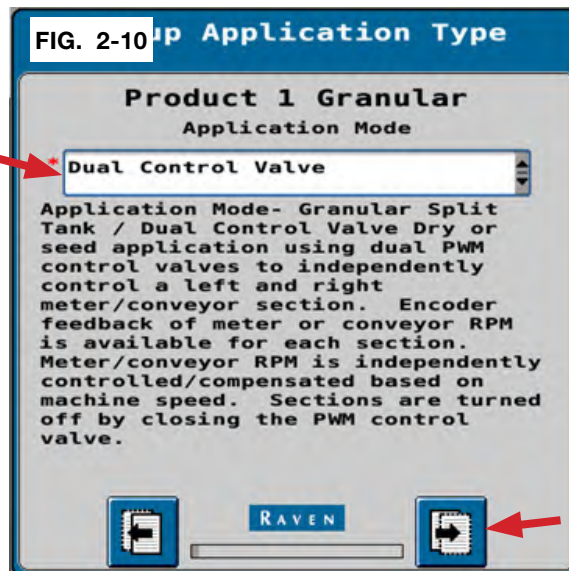 FIG. 2-10 up Application Type
Product 1 Granular
Application Mode
* Dual Control Valve
Application Mode- Granular Split
Tank / Dual Control Valve Dry or
seed application using dual PWM
control valves to independently
control a left and right
meter/conveyor section. Encoder
feedback of meter or conveyor RPM
is available for each section.
Meter/conveyor RPM is independently
controlled/compensated based on
machine speed. Sections are turned
off by closing the PWM control
valve.
RAVEN